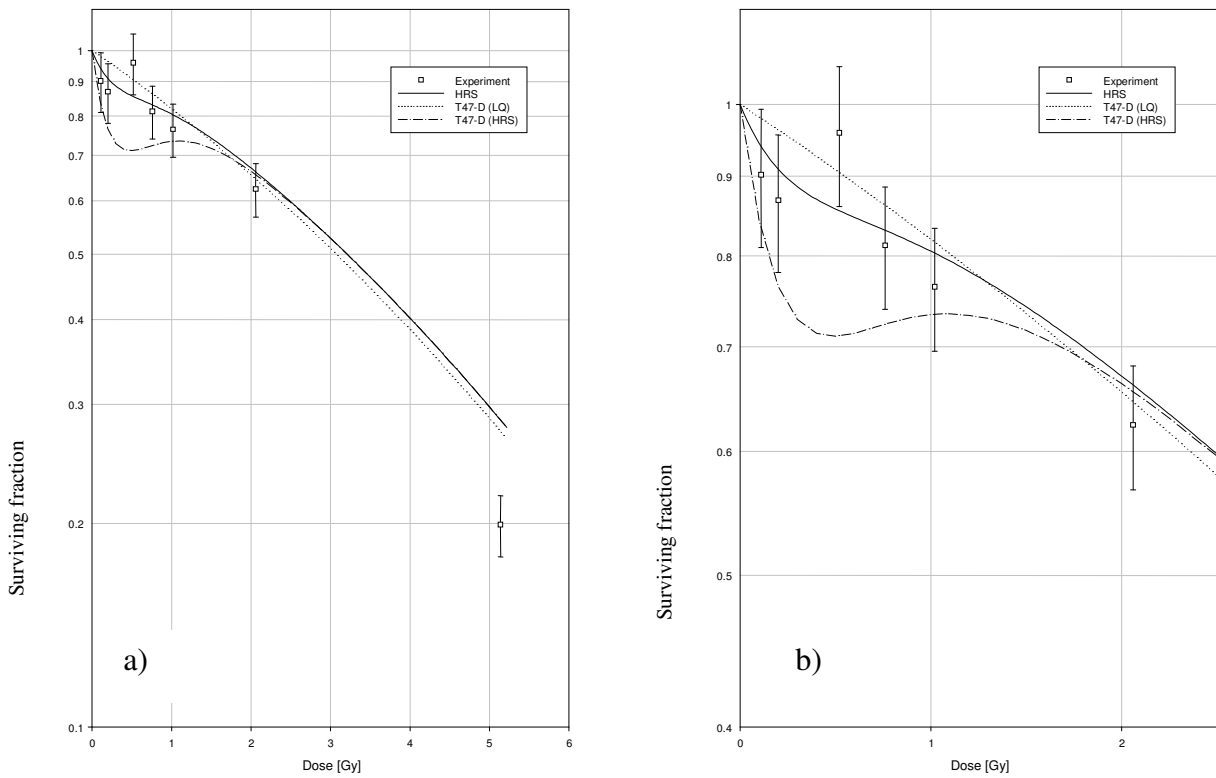 1
0.9
0.8
0.7
0.6
0.5
0.4
0.3
0.2
0.1
0 1 2 3 4 5 6
Dose [Gy]
Surviving fraction
Experiment
HRS
T47-D (LQ)
T47-D (HRS)
a)
1
0.9
0.8
0.7
0.6
0.5
0.4
0 1 2
Dose [Gy]
Surviving fraction
Experiment
HRS
T47-D (LQ)
T47-D (HRS)
b)